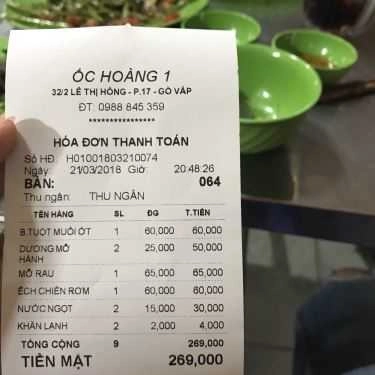 ỐC HOÀNG 1
32/2 LÊ THỊ HỒNG - P.17 - GÒ VẤP
ĐT: 0988 845 359
****************
HÓA ĐƠN THANH TOÁN
Số HĐ: H01001803210074
Ngày: 21/03/2018 Giờ: 20:48:26
BÀN: 064
Thu ngân: THU NGÂN
TÊN HÀNG SL ĐG T.TIỀN
B.TUỘT MUỐI ỚT 1 60,000 60,000
DƯƠNG MỠ HÀNH 2 25,000 50,000
MỠ RAU 1 65,000 65,000
ẾCH CHIÊN RƠM 1 60,000 60,000
NƯỚC NGỌT 2 15,000 30,000
KHĂN LẠNH 2 2,000 4,000
TỔNG CỘNG 9 269,000
TIỀN MẶT 269,000